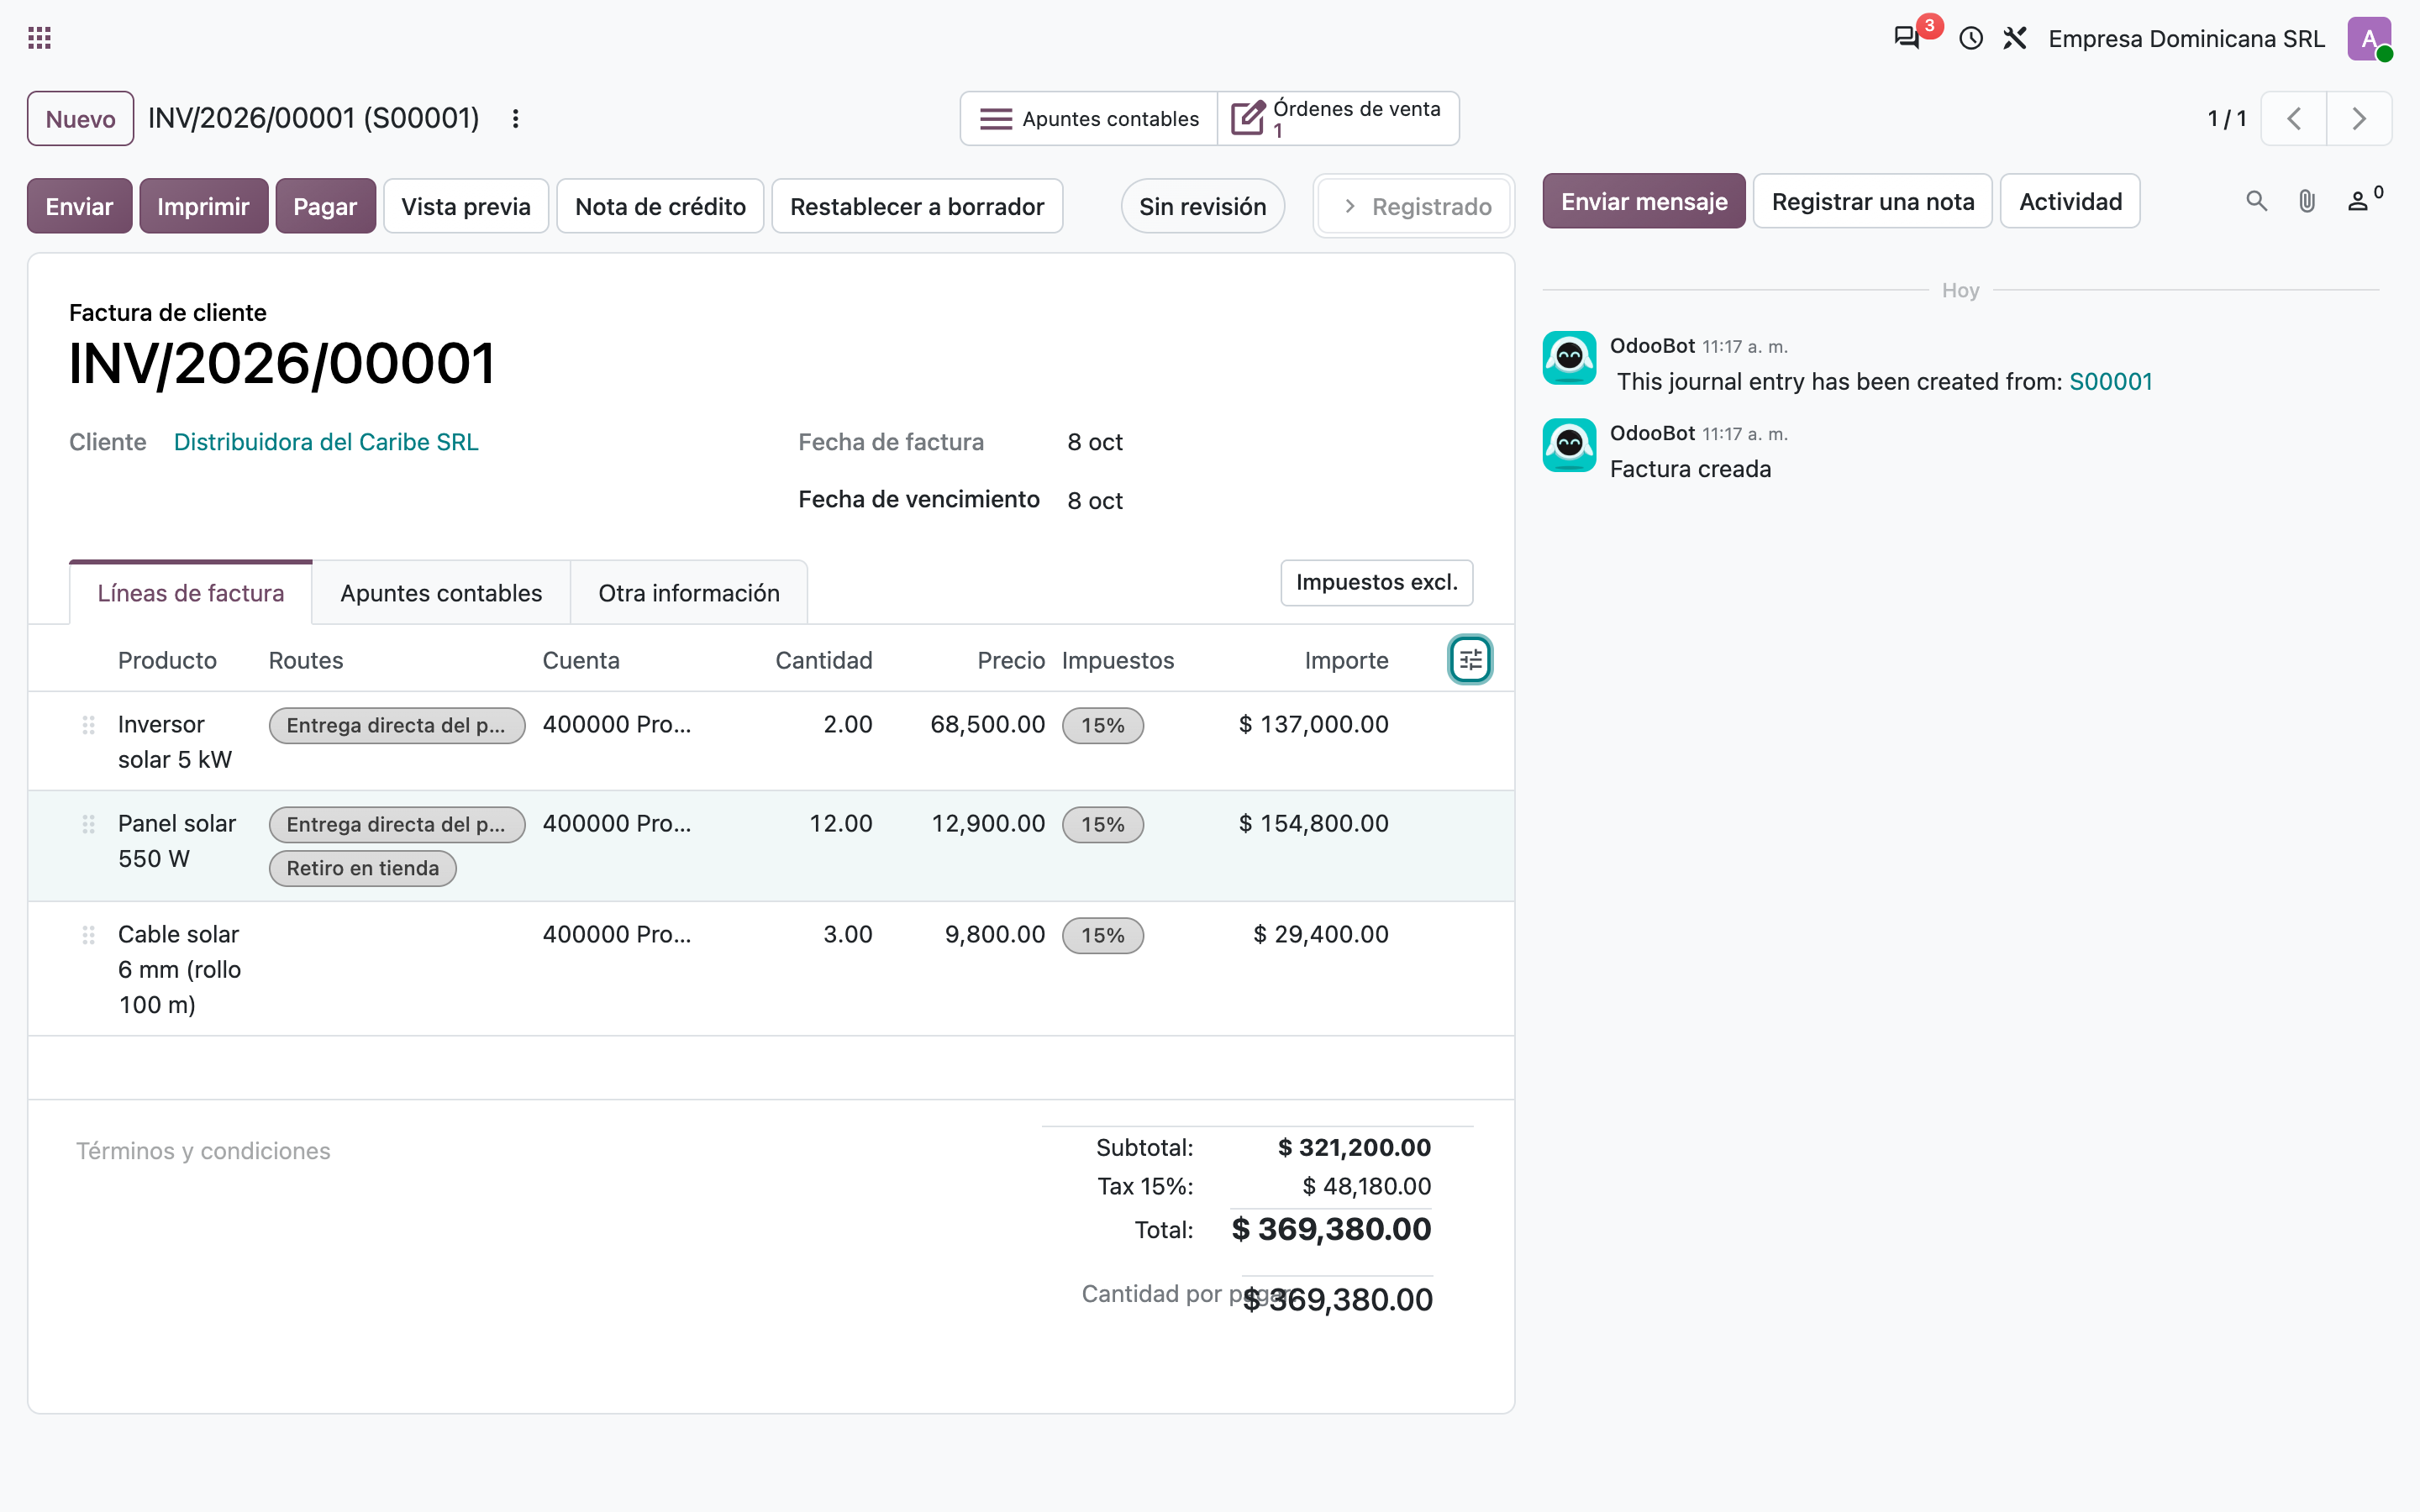 3
Empresa Dominicana SRL
A
Nuevo
INV/2026/00001 (S00001)
Apuntes contables
Órdenes de venta
1
1 / 1
Enviar
Imprimir
Pagar
Vista previa
Nota de crédito
Restablecer a borrador
Sin revisión
Registrado
Enviar mensaje
Registrar una nota
Actividad
0
Factura de cliente
INV/2026/00001
Cliente Distribuidora del Caribe SRL
Fecha de factura 8 oct
Fecha de vencimiento 8 oct
Líneas de factura
Apuntes contables
Otra información
Impuestos excl.
Producto Routes Cuenta Cantidad Precio Impuestos Importe
Inversor
solar 5 kW
Entrega directa del p...
400000 Pro...
2.00
68,500.00
15%
$ 137,000.00
Panel solar
550 W
Entrega directa del p...
Retiro en tienda
400000 Pro...
12.00
12,900.00
15%
$ 154,800.00
Cable solar
6 mm (rollo
100 m)
400000 Pro...
3.00
9,800.00
15%
$ 29,400.00
Términos y condiciones
Subtotal: $ 321,200.00
Tax 15%: $ 48,180.00
Total: $ 369,380.00
Cantidad por pagar: $ 369,380.00
Hoy
OdooBot 11:17 a. m.
This journal entry has been created from: S00001
OdooBot 11:17 a. m.
Factura creada